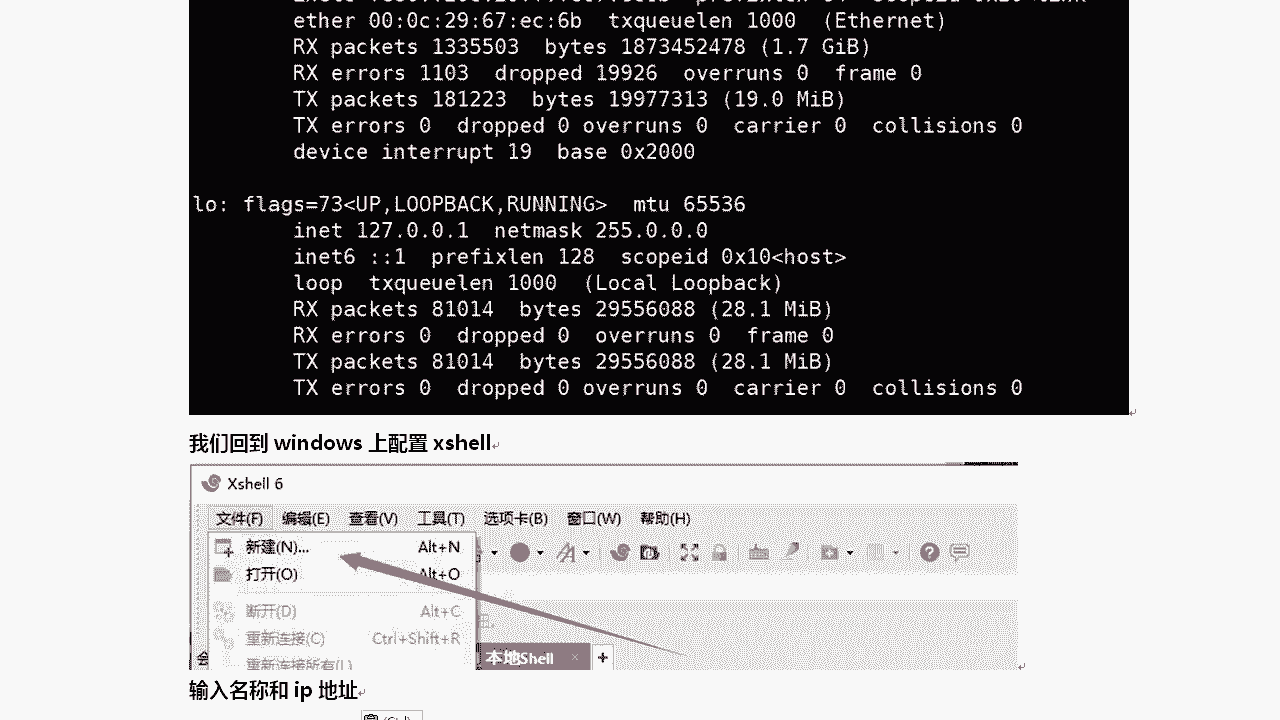 ether 00:0c:29:67:ec:6b txqueuelen 1000 (Ethernet)
RX packets 1335503 bytes 1873452478 (1.7 GiB)
RX errors 1103 dropped 19926 overruns 0 frame 0
TX packets 181223 bytes 19977313 (19.0 MiB)
TX errors 0 dropped 0 overruns 0 carrier 0 collisions 0
device interrupt 19 base 0x2000
lo: flags=73<UP,LOOPBACK,RUNNING> mtu 65536
inet 127.0.0.1 netmask 255.0.0.0
inet6 ::1 prefixlen 128 scopeid 0x10<host>
loop txqueuelen 1000 (Local Loopback)
RX packets 81014 bytes 29556088 (28.1 MiB)
RX errors 0 dropped 0 overruns 0 frame 0
TX packets 81014 bytes 29556088 (28.1 MiB)
TX errors 0 dropped 0 overruns 0 carrier 0 collisions 0
我们回到 windows 上配置 xshell
Xshell 6
文件(F) 编辑(E) 查看(V) 工具(T) 选项卡(B) 窗口(W) 帮助(H)
新建(N)... Alt+N
打开(O) Alt+O
断开(D) Alt+C
重新连接(C) Ctrl+Shift+R
重新连接所有(L)
本地Shell
输入名称和 ip 地址